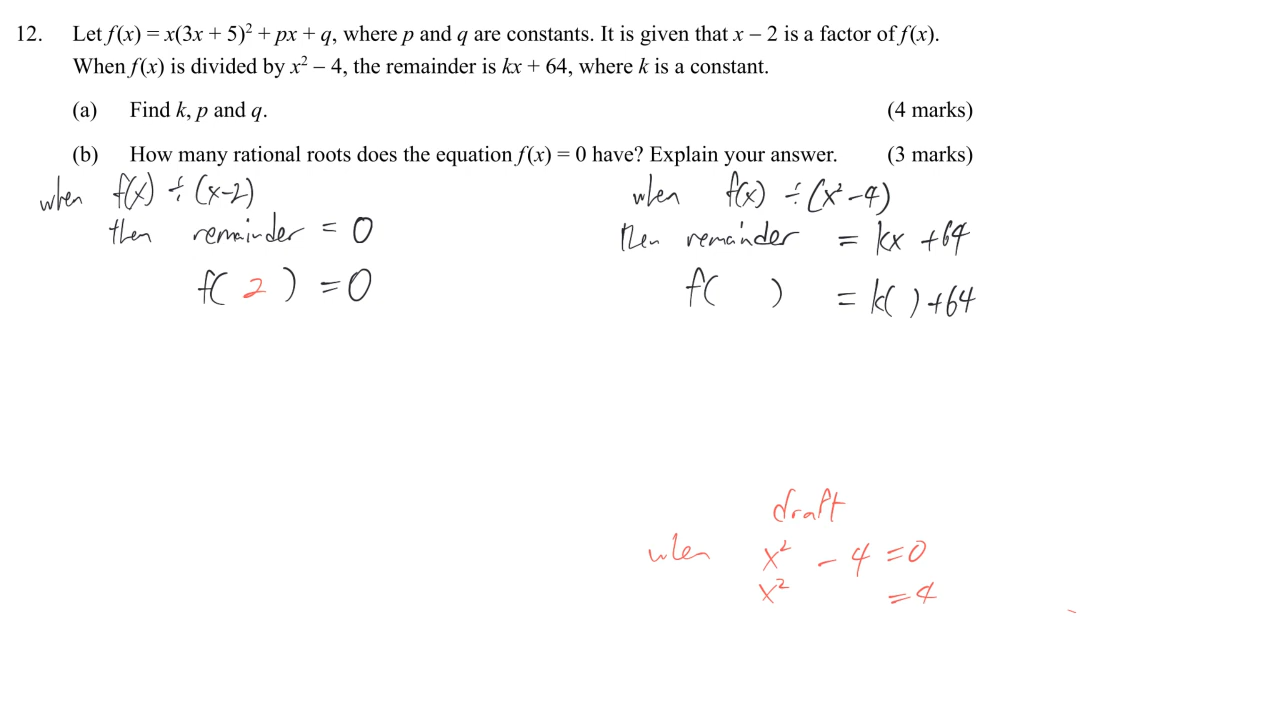 12. Let f(x) = x(3x + 5)² + px + q, where p and q are constants. It is given that x – 2 is a factor of f(x).
When f(x) is divided by x² – 4, the remainder is kx + 64, where k is a constant.
(a) Find k, p and q. (4 marks)
(b) How many rational roots does the equation f(x) = 0 have? Explain your answer. (3 marks)
when f(x) ÷ (x-2)
then remainder = 0
f( 2 ) = 0
when f(x) ÷ (x²-4)
then remainder = kx +64
f( ) = k( ) +64
draft
when x² - 4 = 0
x² = 4